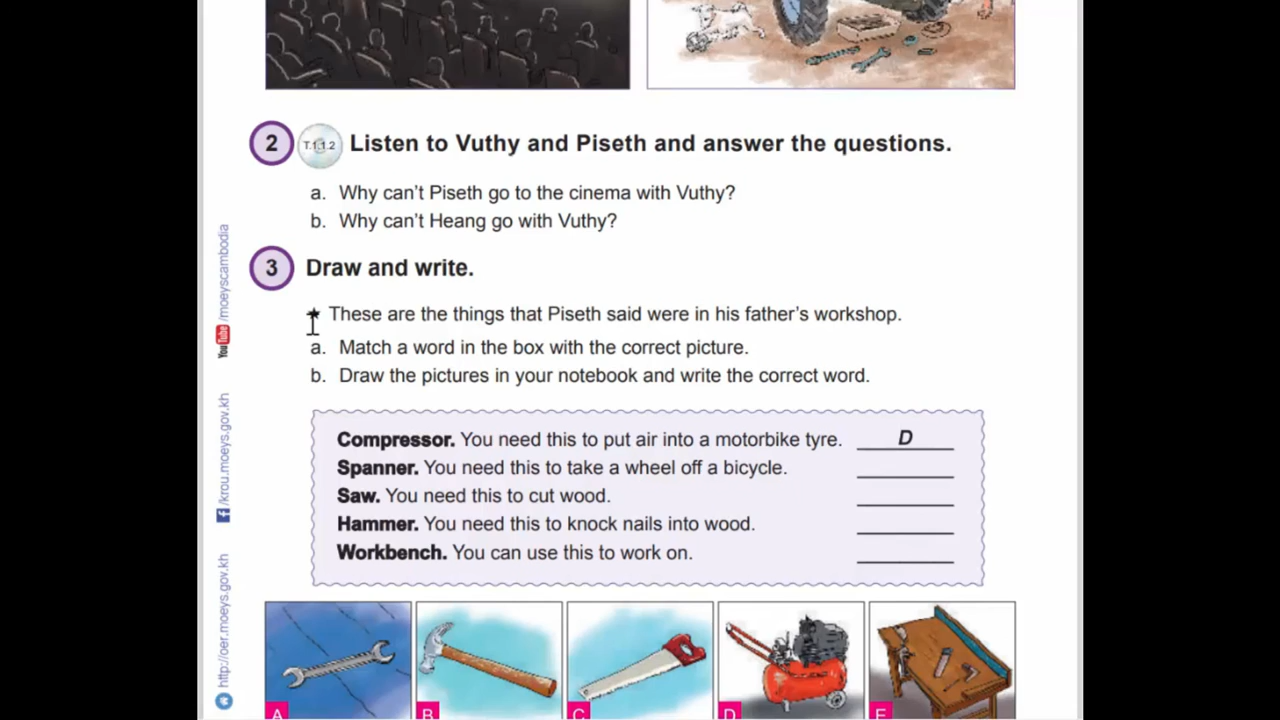 2 T.1.1.2 Listen to Vuthy and Piseth and answer the questions.
a. Why can't Piseth go to the cinema with Vuthy?
b. Why can't Heang go with Vuthy?
3 Draw and write.
★ These are the things that Piseth said were in his father's workshop.
a. Match a word in the box with the correct picture.
b. Draw the pictures in your notebook and write the correct word.
Compressor. You need this to put air into a motorbike tyre. D
Spanner. You need this to take a wheel off a bicycle.
Saw. You need this to cut wood.
Hammer. You need this to knock nails into wood.
Workbench. You can use this to work on.
A B C D E
YouTube /moeyscambodia
f /krou.moeys.gov.kh
http://oer.moeys.gov.kh